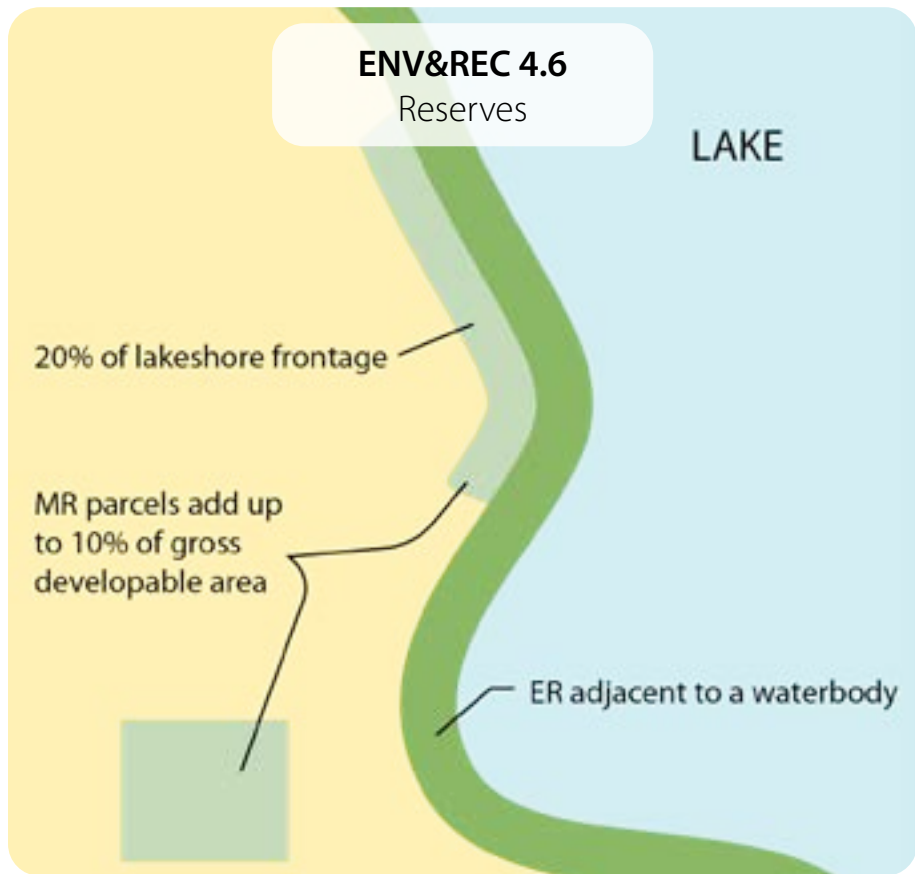 ENV&REC 4.6
Reserves
LAKE
20% of lakeshore frontage
MR parcels add up
to 10% of gross
developable area
ER adjacent to a waterbody